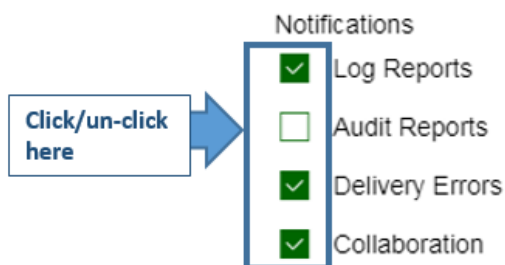 Notifications
Log Reports
Click/un-click
here
Audit Reports
Delivery Errors
Collaboration